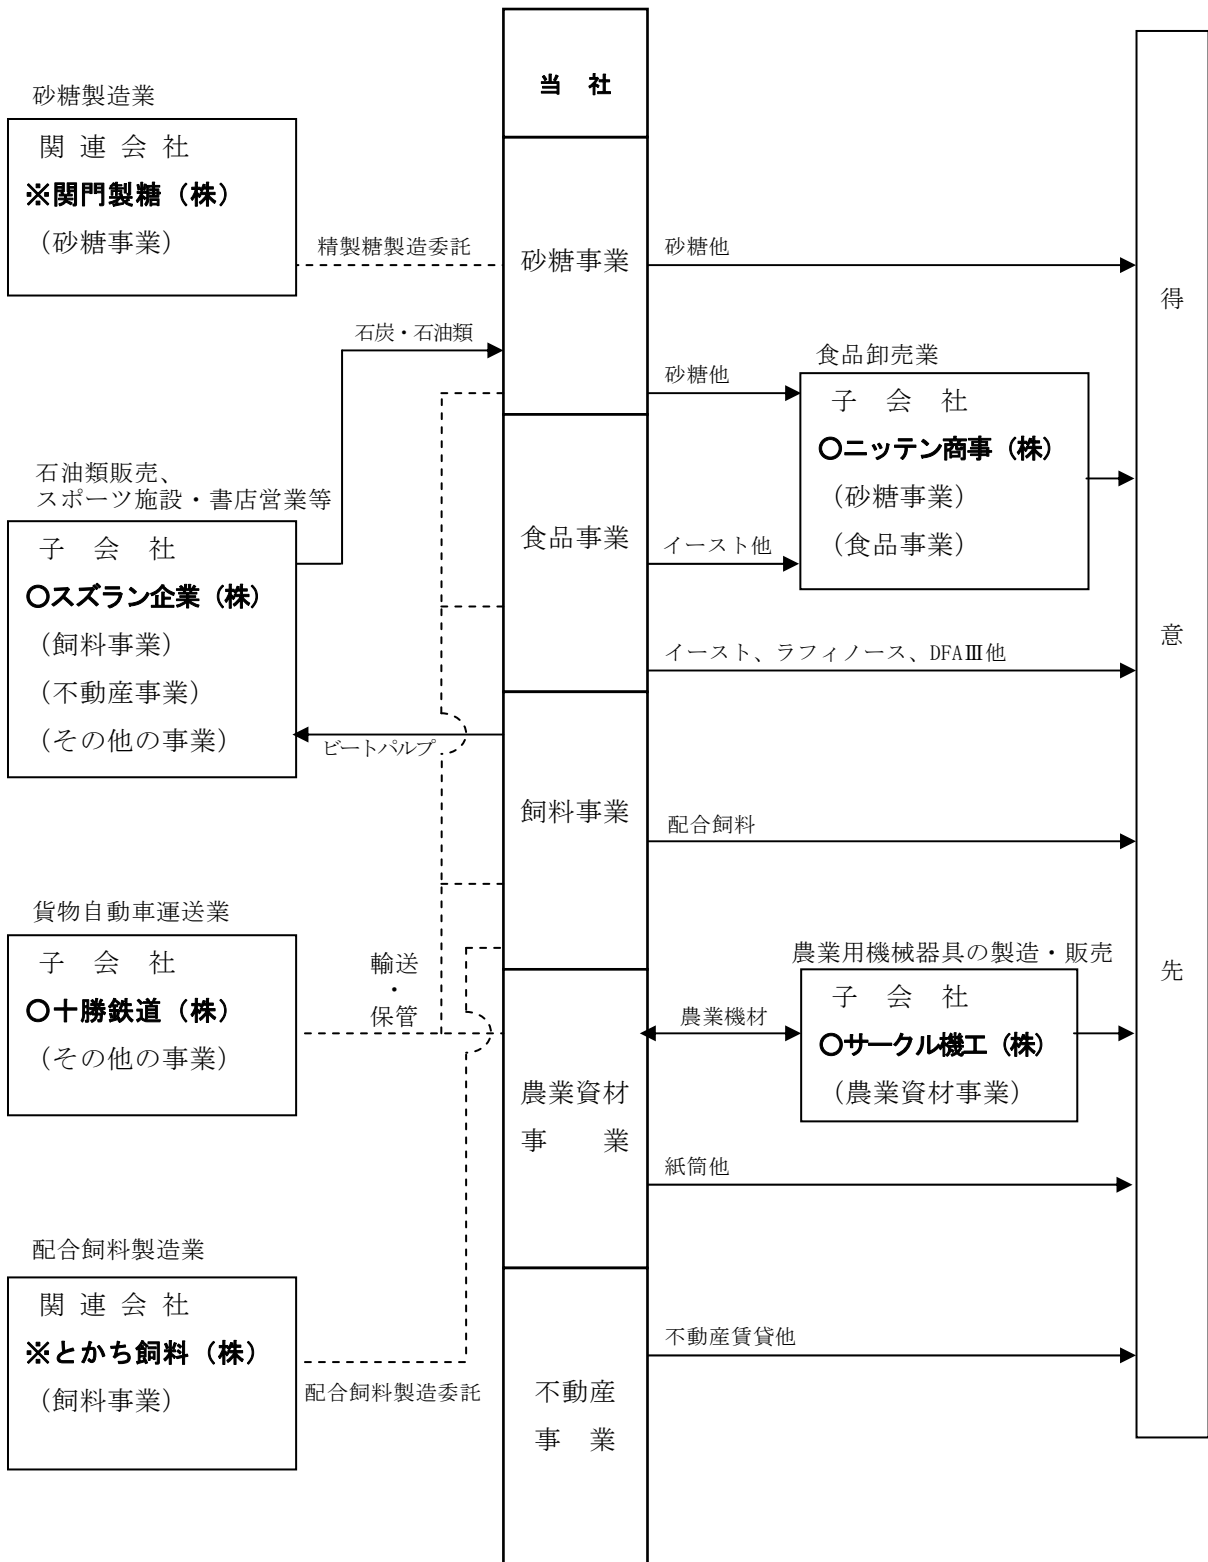 当 社
砂糖製造業
関 連 会 社
※関門製糖（株）
（砂糖事業）
精製糖製造委託
砂糖事業
砂糖他
石炭・石油類
砂糖他
食品卸売業
子 会 社
○ニッテン商事（株）
（砂糖事業）
（食品事業）
石油類販売、
スポーツ施設・書店営業等
子 会 社
○スズラン企業（株）
（飼料事業）
（不動産事業）
（その他の事業）
食品事業
イースト他
イースト、ラフィノース、DFAⅢ他
ビートパルプ
飼料事業
配合飼料
貨物自動車運送業
子 会 社
○十勝鉄道（株）
（その他の事業）
輸送
・
保管
農業用機械器具の製造・販売
子 会 社
○サークル機工（株）
（農業資材事業）
農業機材
農業資材
事 業
紙筒他
配合飼料製造業
関 連 会 社
※とかち飼料（株）
（飼料事業）
配合飼料製造委託
不動産賃貸他
不動産
事 業
得
意
先